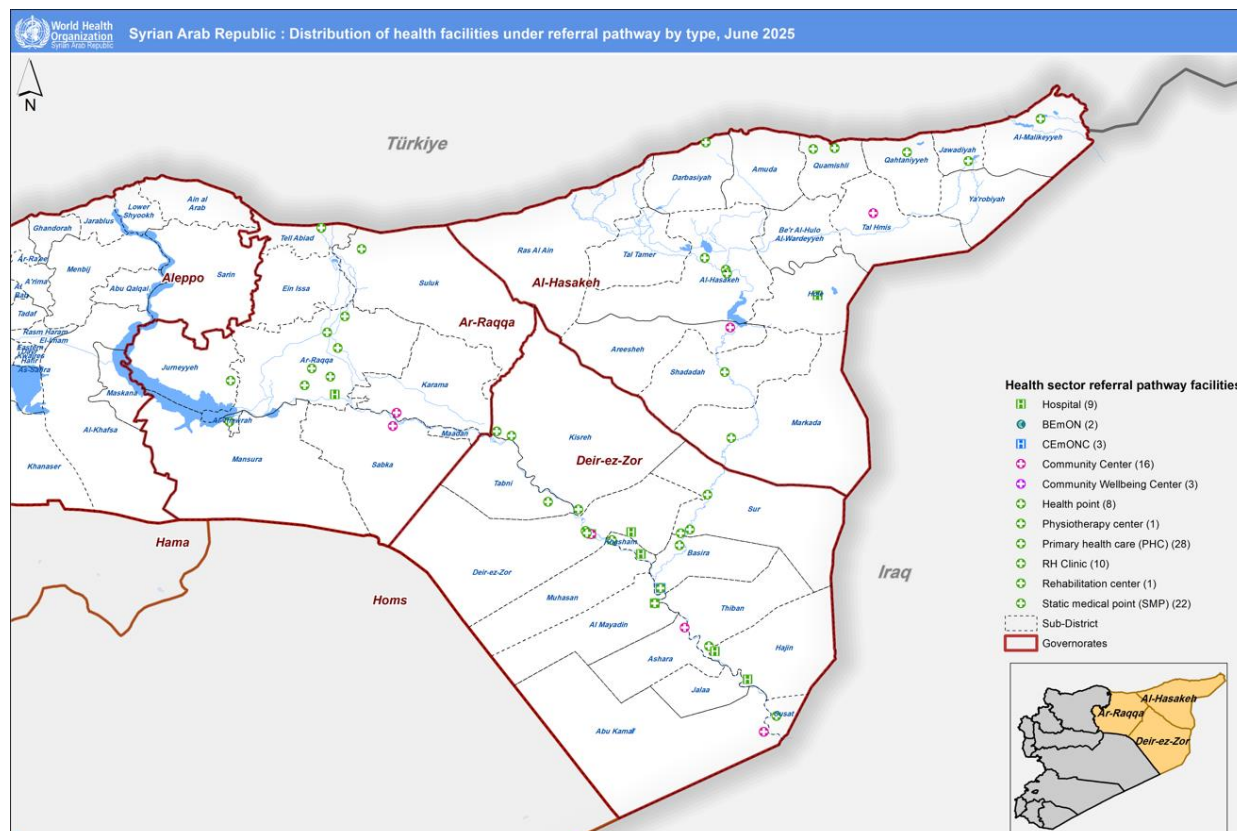 World Health
Organization
Syrian Arab Republic
Syrian Arab Republic : Distribution of health facilities under referral pathway by type, June 2025
N
Türkiye
Al-Malikeyyeh
Jawadiyah
Qahtaniyyeh
Quamishli
Amuda
Darbasiyah
Ya'robiyah
Tal Hmis
Be'r Al-Hulo
Al-Wardeyyeh
Ain al
Arab
Lower
Shyookh
Jarablus
Ghandorah
Tell Abiad
Ras Al Ain
Tal Tamer
Al-Hasakeh
Al-Hasakeh
Menbij
A'rima
Aleppo
Sarin
Abu Qalqal
Ein Issa
Suluk
Hole
Tadaf
Rasm Haram
El-Imam
Ar-Raqqa
Ar-Raqqa
Areesheh
Shadadah
Jurneyyeh
Karama
Maskana
Markada
Al-Khafsa
Maadan
Kisreh
Mansura
Sabka
Deir-ez-Zor
Khanaser
Tabni
Sur
Hama
Basira
Iraq
Deir-ez-Zor
Homs
Muhasan
Thiban
Al Mayadin
Hajin
Ashara
Jalaa
Abu Kamal
Health sector referral pathway facilities
Hospital (9)
BEmON (2)
CEmONC (3)
Community Center (16)
Community Wellbeing Center (3)
Health point (8)
Physiotherapy center (1)
Primary health care (PHC) (28)
RH Clinic (10)
Rehabilitation center (1)
Static medical point (SMP) (22)
Sub-District
Governorates
Al-Hasakeh
Ar-Raqqa
Deir-ez-Zor